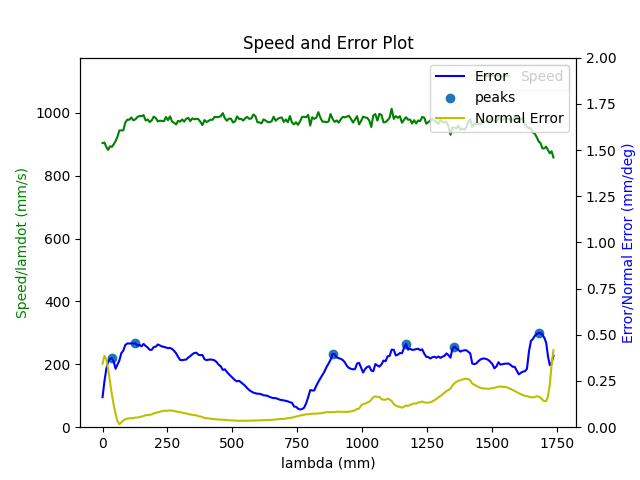 Speed and Error Plot
Error
Speed
peaks
Normal Error
Speed/lamdot (mm/s)
1000
800
600
400
200
0
2.00
1.75
1.50
1.25
1.00
0.75
0.50
0.25
0.00
Error/Normal Error (mm/deg)
0 250 500 750 1000 1250 1500 1750
lambda (mm)